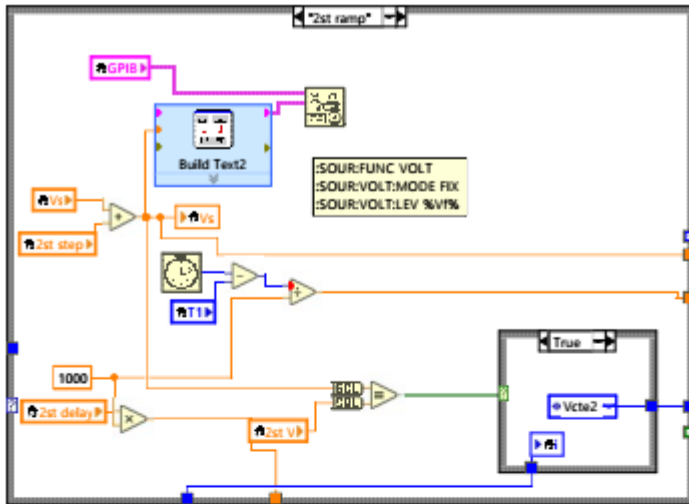 "2st ramp"
GPIB
Build Text2
:SOUR:FUNC VOLT
:SOUR:VOLT:MODE FIX
:SOUR:VOLT:LEV %Vf%
Vs
Vs
2st step
T1
True
1000
2st delay
2st V
Vcte2
i